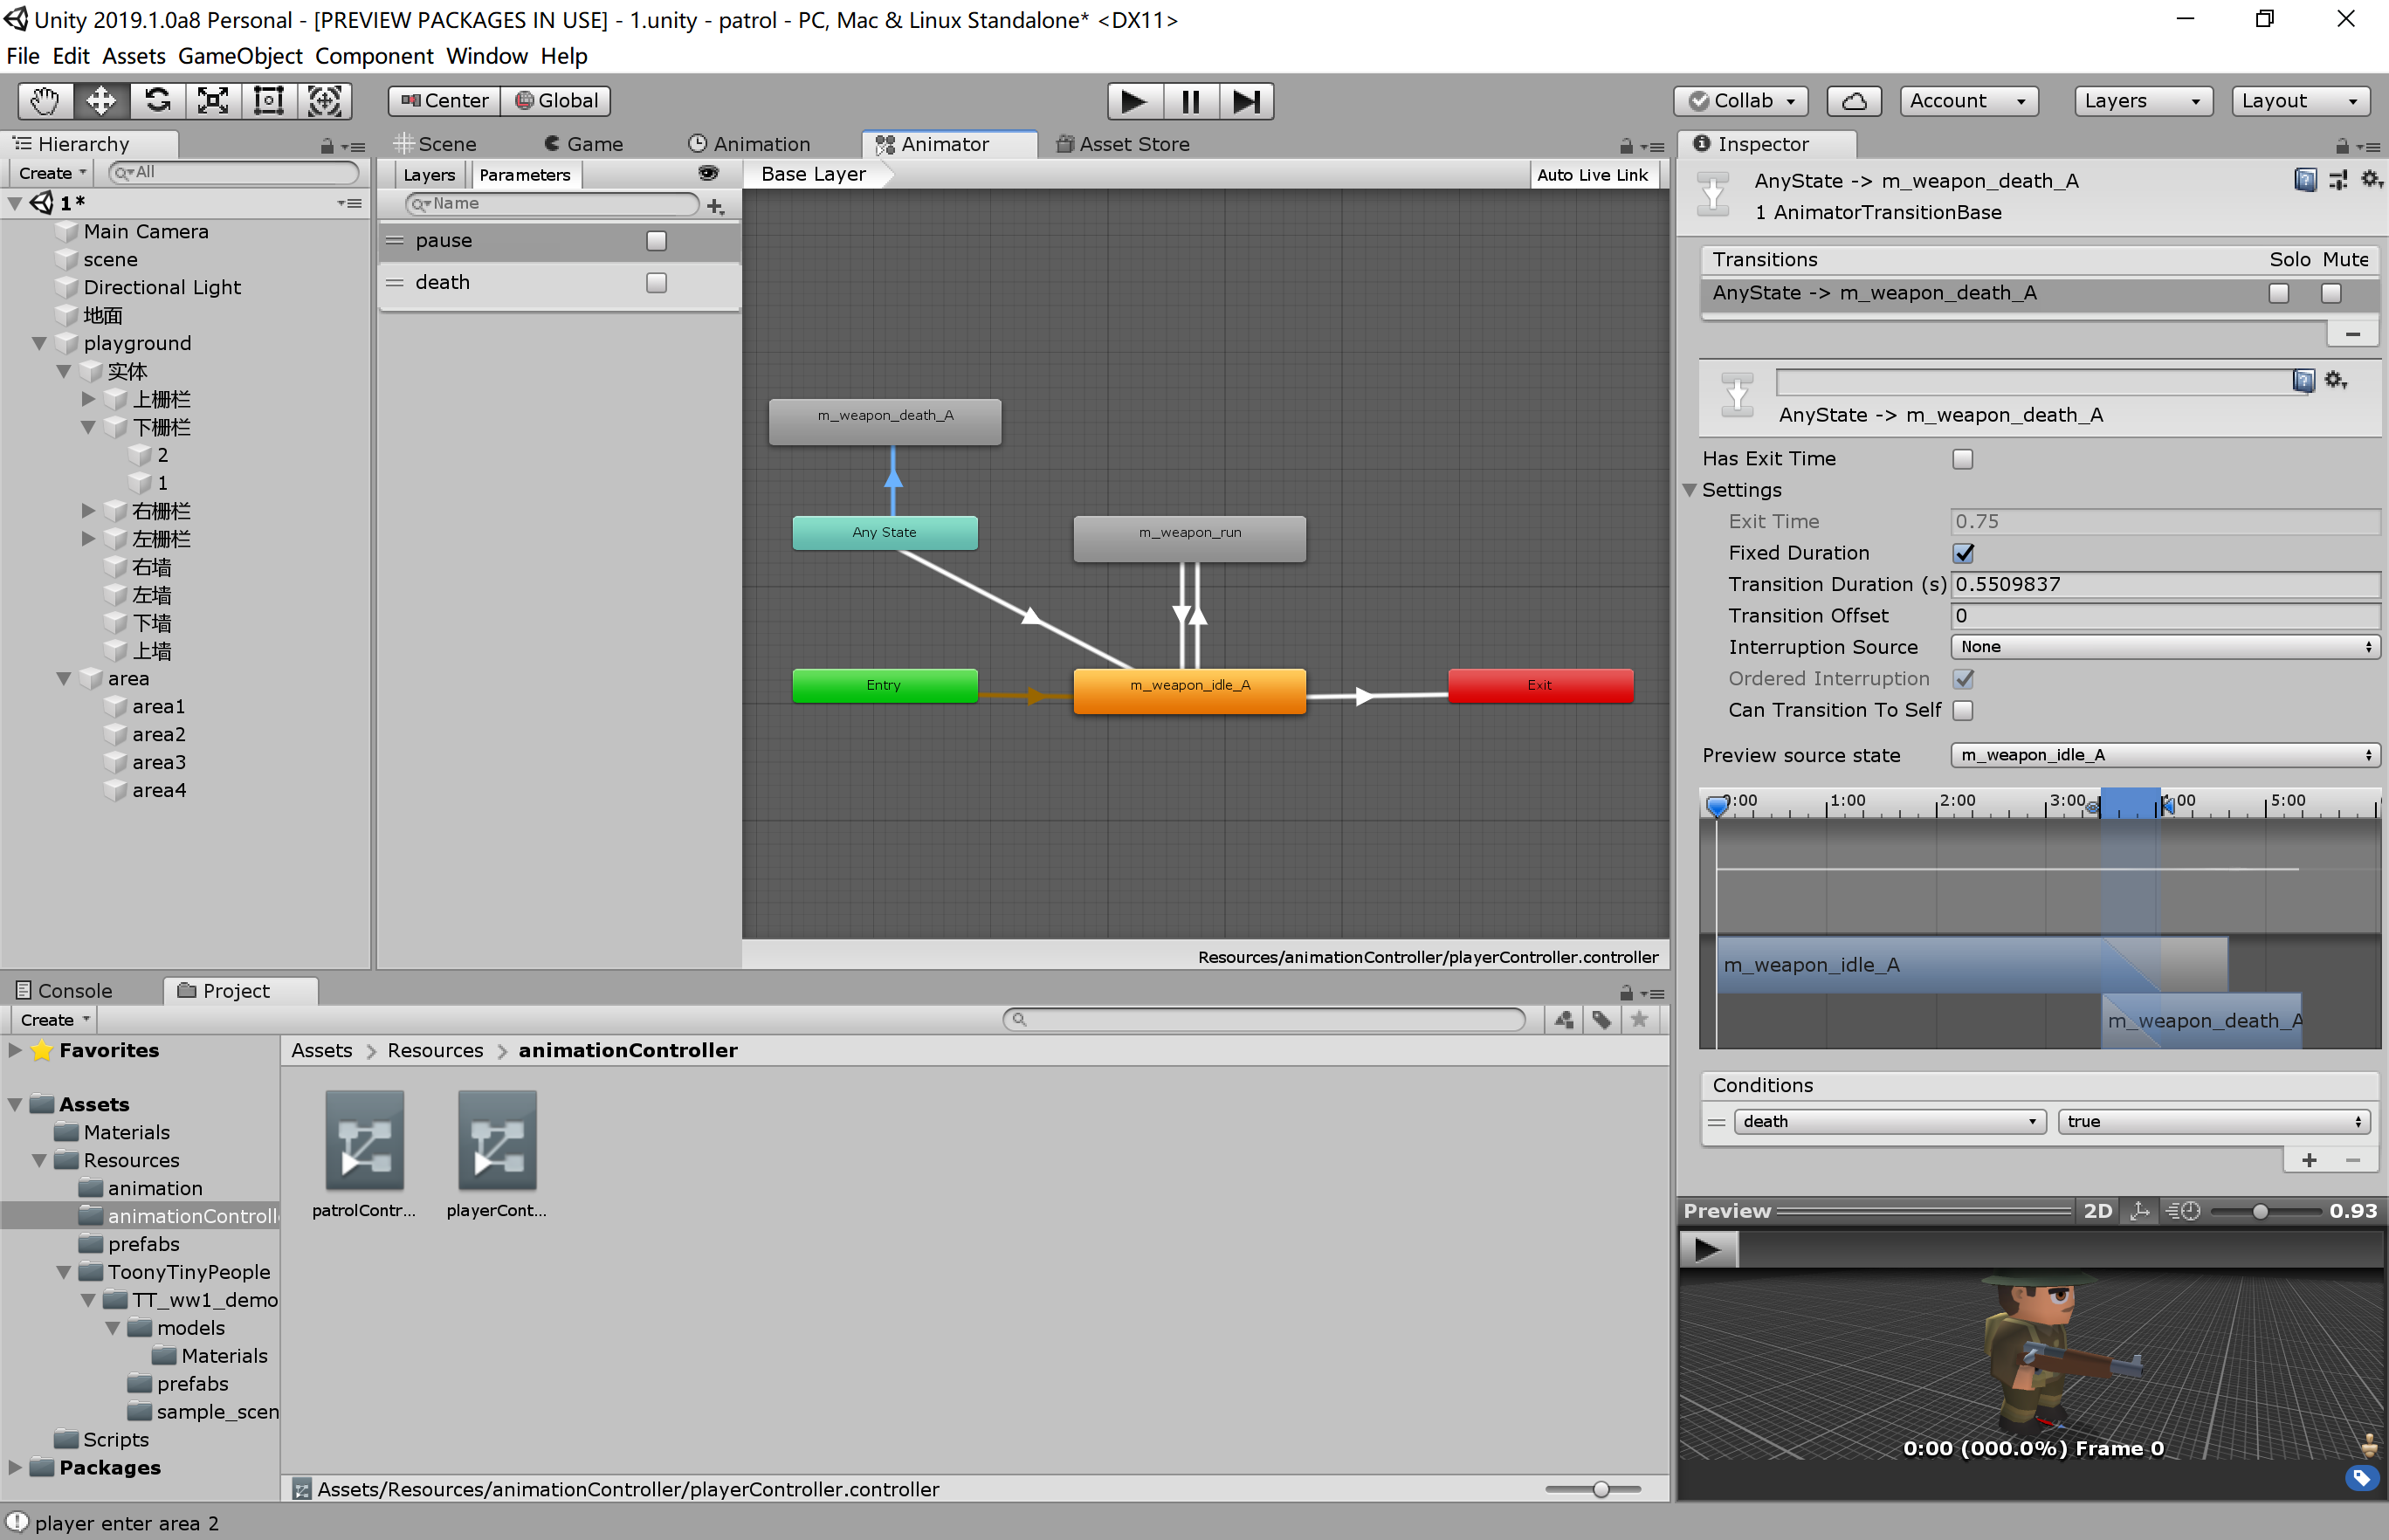 Unity 2019.1.0a8 Personal - [PREVIEW PACKAGES IN USE] - 1.unity - patrol - PC, Mac & Linux Standalone* <DX11>
File Edit Assets GameObject Component Window Help
Center Global Collab Account Layers Layout
Hierarchy
Create All
1*
Main Camera
scene
Directional Light
地面
playground
实体
上栅栏
下栅栏
2
1
右栅栏
左栅栏
右墙
左墙
下墙
上墙
area
area1
area2
area3
area4
Scene Game Animation Animator Asset Store
Layers Parameters Base Layer Auto Live Link
Name
pause
death
m_weapon_death_A
Any State
m_weapon_run
Entry
m_weapon_idle_A
Exit
Resources/animationController/playerController.controller
Inspector
AnyState -> m_weapon_death_A
1 AnimatorTransitionBase
Transitions Solo Mute
AnyState -> m_weapon_death_A
AnyState -> m_weapon_death_A
Has Exit Time
Settings
Exit Time 0.75
Fixed Duration
Transition Duration (s) 0.5509837
Transition Offset 0
Interruption Source None
Ordered Interruption
Can Transition To Self
Preview source state m_weapon_idle_A
0:00 1:00 2:00 3:00 :00 5:00
m_weapon_idle_A
m_weapon_death_A
Conditions
death true
Preview 2D 0.93
0:00 (000.0%) Frame 0
Console Project
Create
Favorites
Assets
Materials
Resources
animation
animationControll
prefabs
ToonyTinyPeople
TT_ww1_demo
models
Materials
prefabs
sample_scen
Scripts
Packages
Assets > Resources > animationController
patrolContr... playerCont...
Assets/Resources/animationController/playerController.controller
player enter area 2